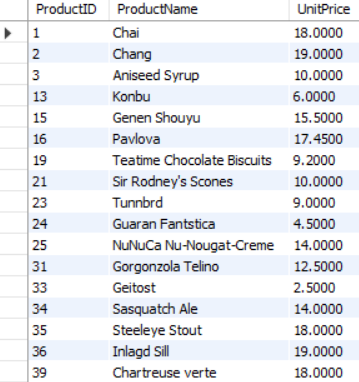 ProductID ProductName UnitPrice
1 Chai 18.0000
2 Chang 19.0000
3 Aniseed Syrup 10.0000
13 Konbu 6.0000
15 Genen Shouyu 15.5000
16 Pavlova 17.4500
19 Teatime Chocolate Biscuits 9.2000
21 Sir Rodney's Scones 10.0000
23 Tunnbrd 9.0000
24 Guaran Fantstica 4.5000
25 NuNuCa Nu-Nougat-Creme 14.0000
31 Gorgonzola Telino 12.5000
33 Geitost 2.5000
34 Sasquatch Ale 14.0000
35 Steeleye Stout 18.0000
36 Inlagd Sill 19.0000
39 Chartreuse verte 18.0000